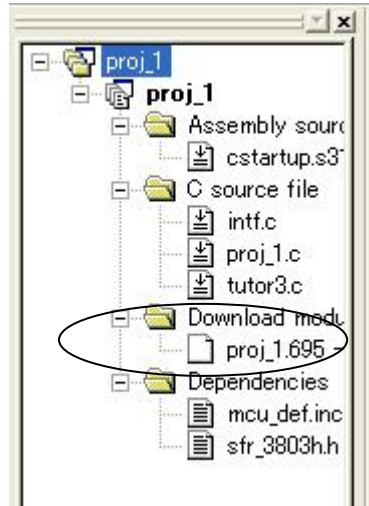 proj_1
proj_1
Assembly sourc
cstartup.s3
C source file
intf.c
proj_1.c
tutor3.c
Download modu
proj_1.695 -
Dependencies
mcu_def.inc
sfr_3803h.h